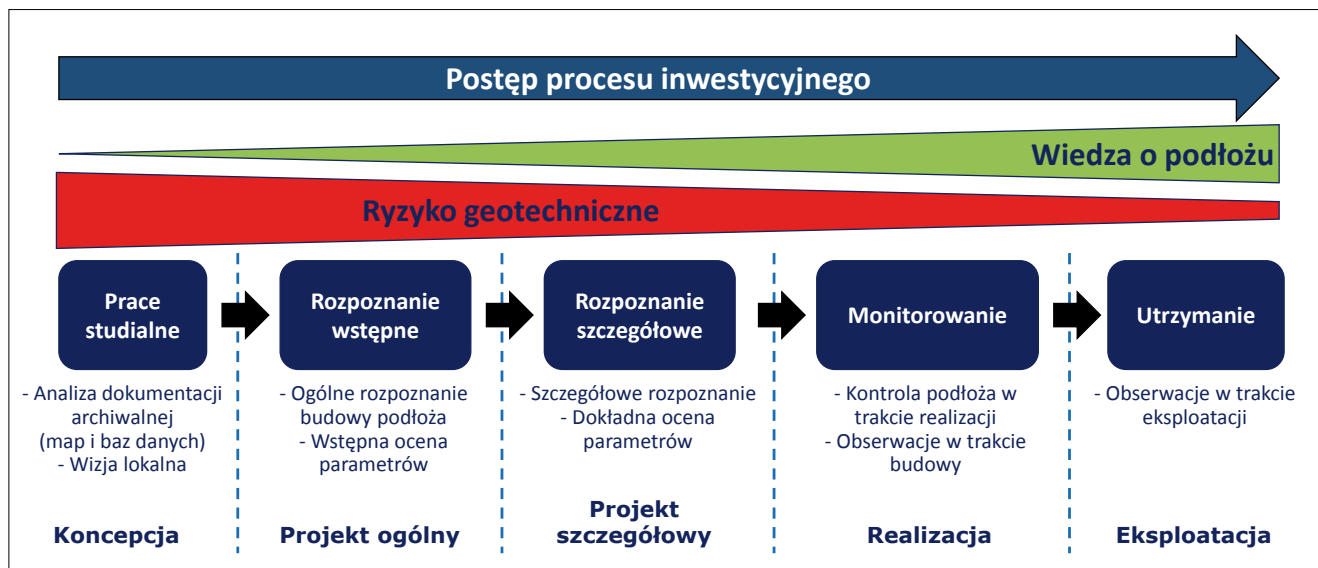 Postęp procesu inwestycyjnego
Wiedza o podłożu
Ryzyko geotechniczne
Prace
studialne
Rozpoznanie
wstępne
Rozpoznanie
szczegółowe
Monitorowanie
Utrzymanie
- Analiza dokumentacji
archiwalnej
(map i baz danych)
- Wizja lokalna
- Ogólne rozpoznanie
budowy podłoża
- Wstępna ocena
parametrów
- Szczegółowe rozpoznanie
- Dokładna ocena
parametrów
- Kontrola podłoża w
trakcie realizacji
- Obserwacje w trakcie
budowy
- Obserwacje w trakcie
eksploatacji
Koncepcja
Projekt ogólny
Projekt
szczegółowy
Realizacja
Eksploatacja